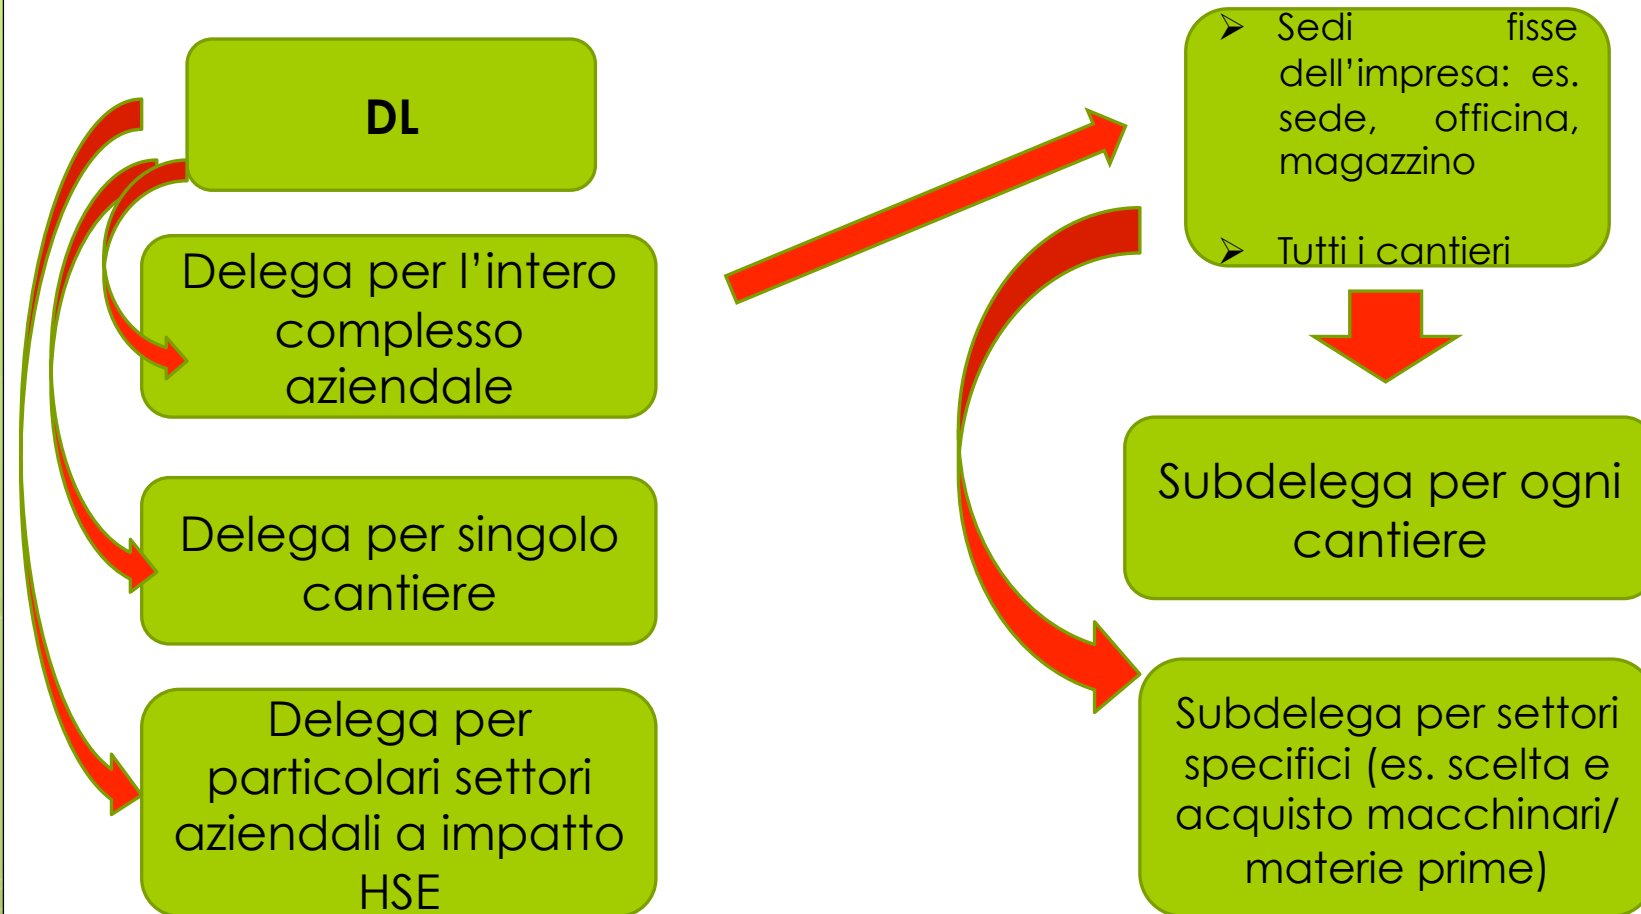 DL
Delega per l’intero
complesso
aziendale
Delega per singolo
cantiere
Delega per
particolari settori
aziendali a impatto
HSE
➢ Sedi fisse
dell’impresa: es.
sede, officina,
magazzino
➢ Tutti i cantieri
Subdelega per ogni
cantiere
Subdelega per settori
specifici (es. scelta e
acquisto macchinari/
materie prime)